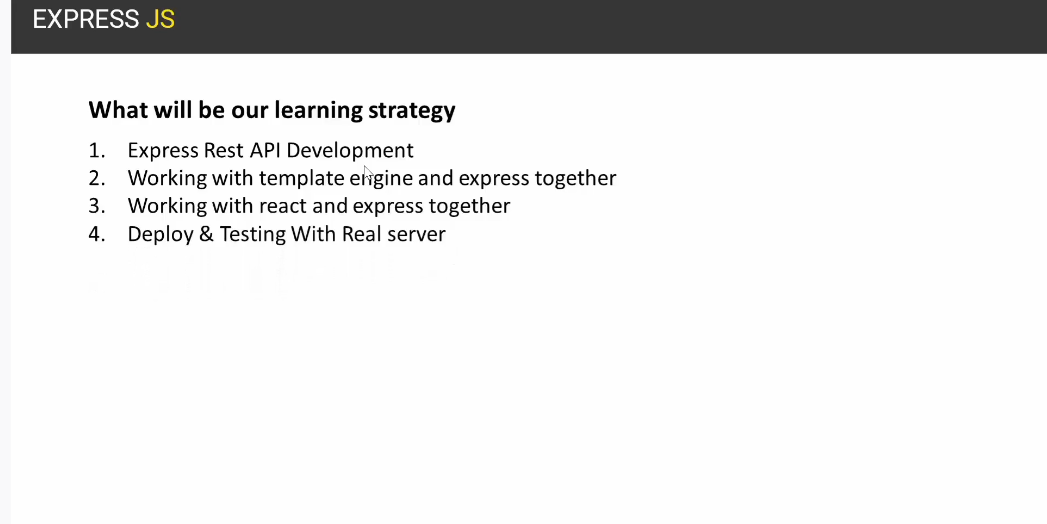 EXPRESS JS
What will be our learning strategy
1. Express Rest API Development
2. Working with template engine and express together
3. Working with react and express together
4. Deploy & Testing With Real server